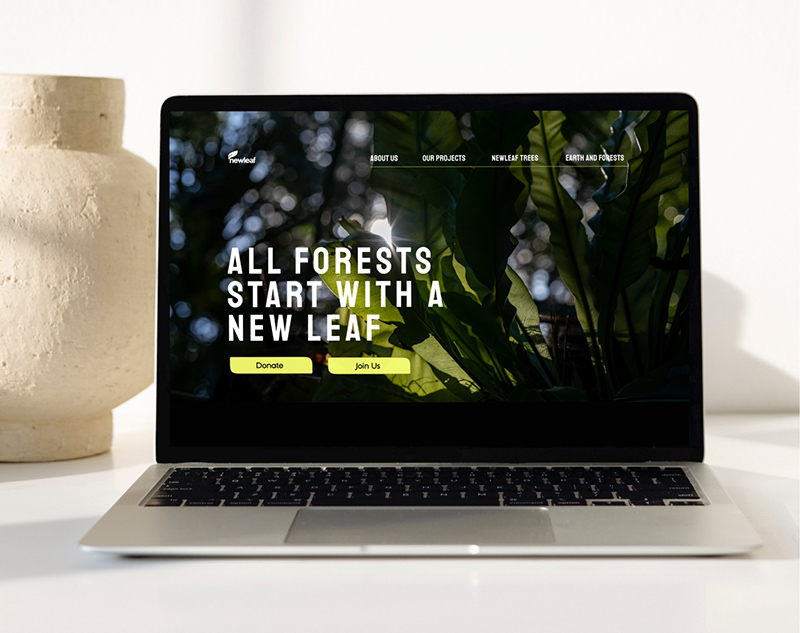 newleaf
ABOUT US OUR PROJECTS NEWLEAF TREES EARTH AND FORESTS
ALL FORESTS
START WITH A
NEW LEAF
Donate Join Us